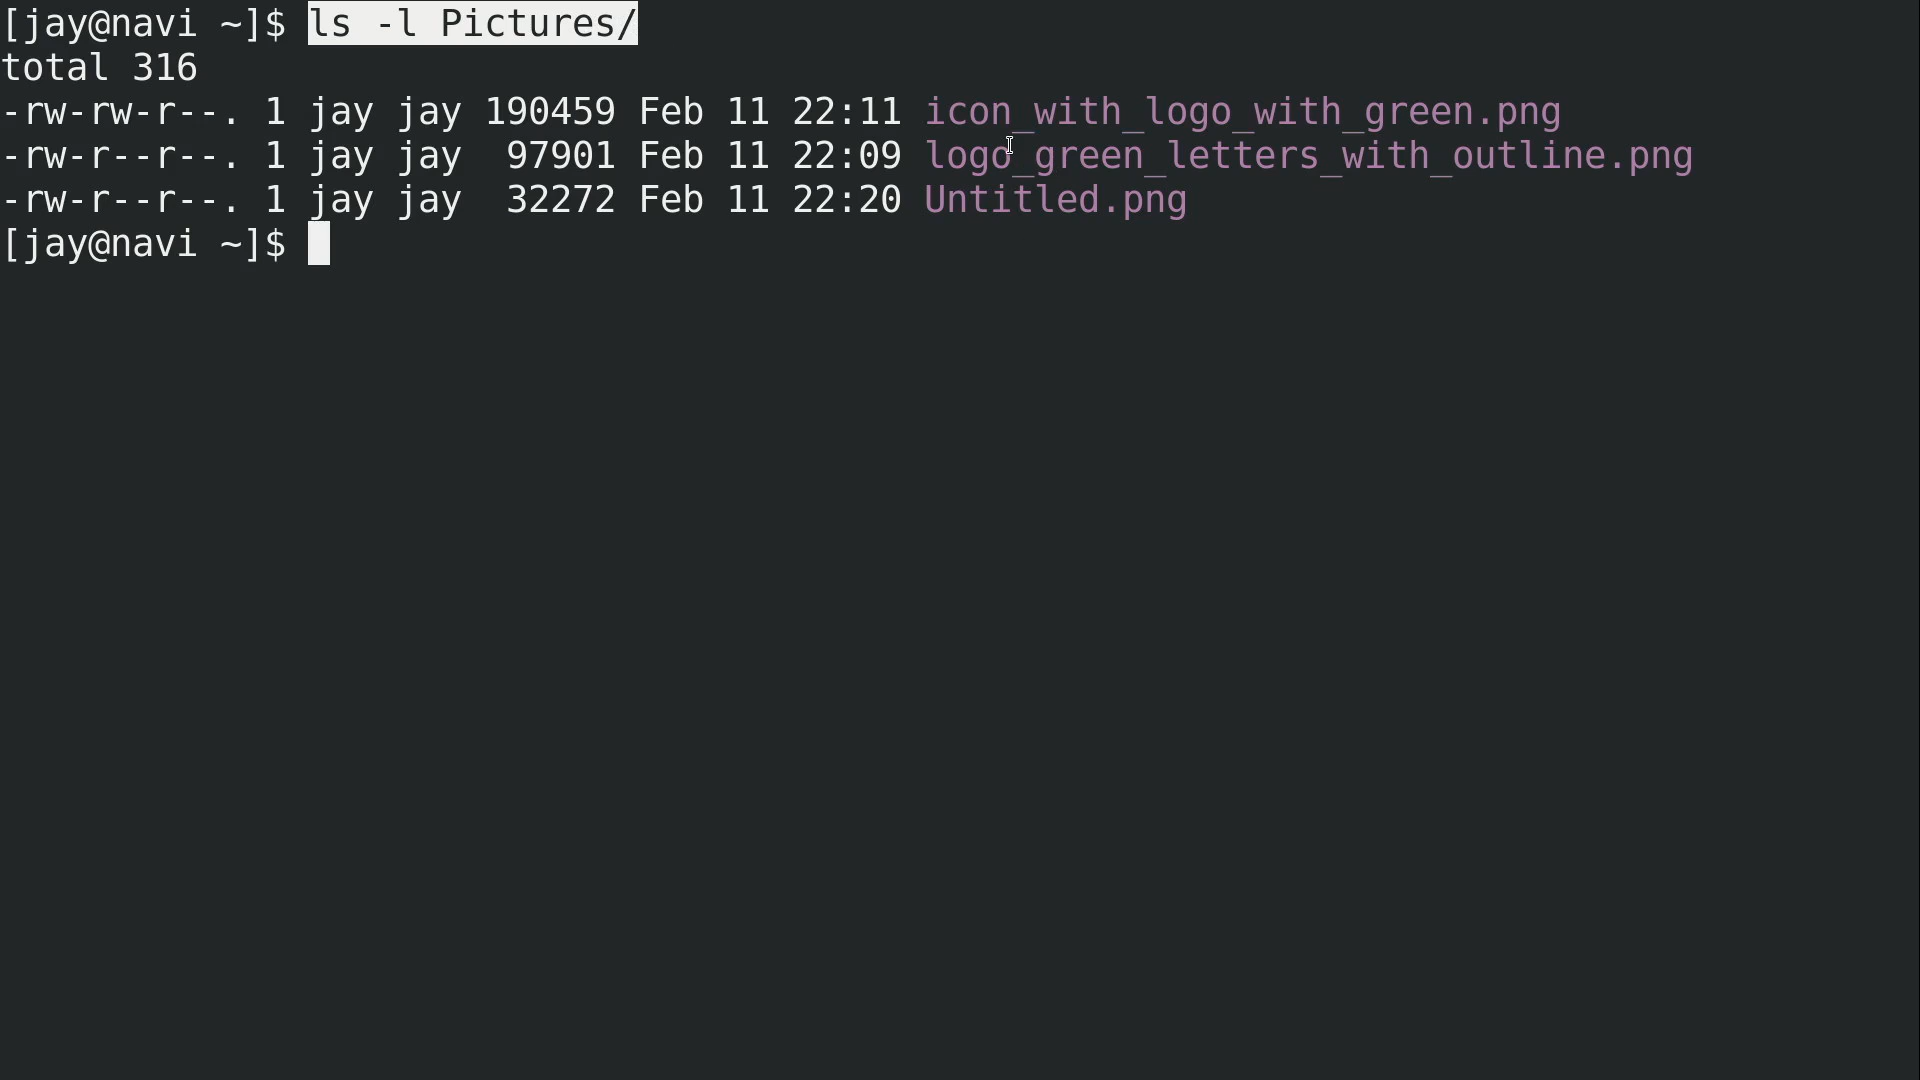 [jay@navi ~]$ ls -l Pictures/
total 316
-rw-rw-r--. 1 jay jay 190459 Feb 11 22:11 icon_with_logo_with_green.png
-rw-r--r--. 1 jay jay  97901 Feb 11 22:09 logo_green_letters_with_outline.png
-rw-r--r--. 1 jay jay  32272 Feb 11 22:20 Untitled.png
[jay@navi ~]$